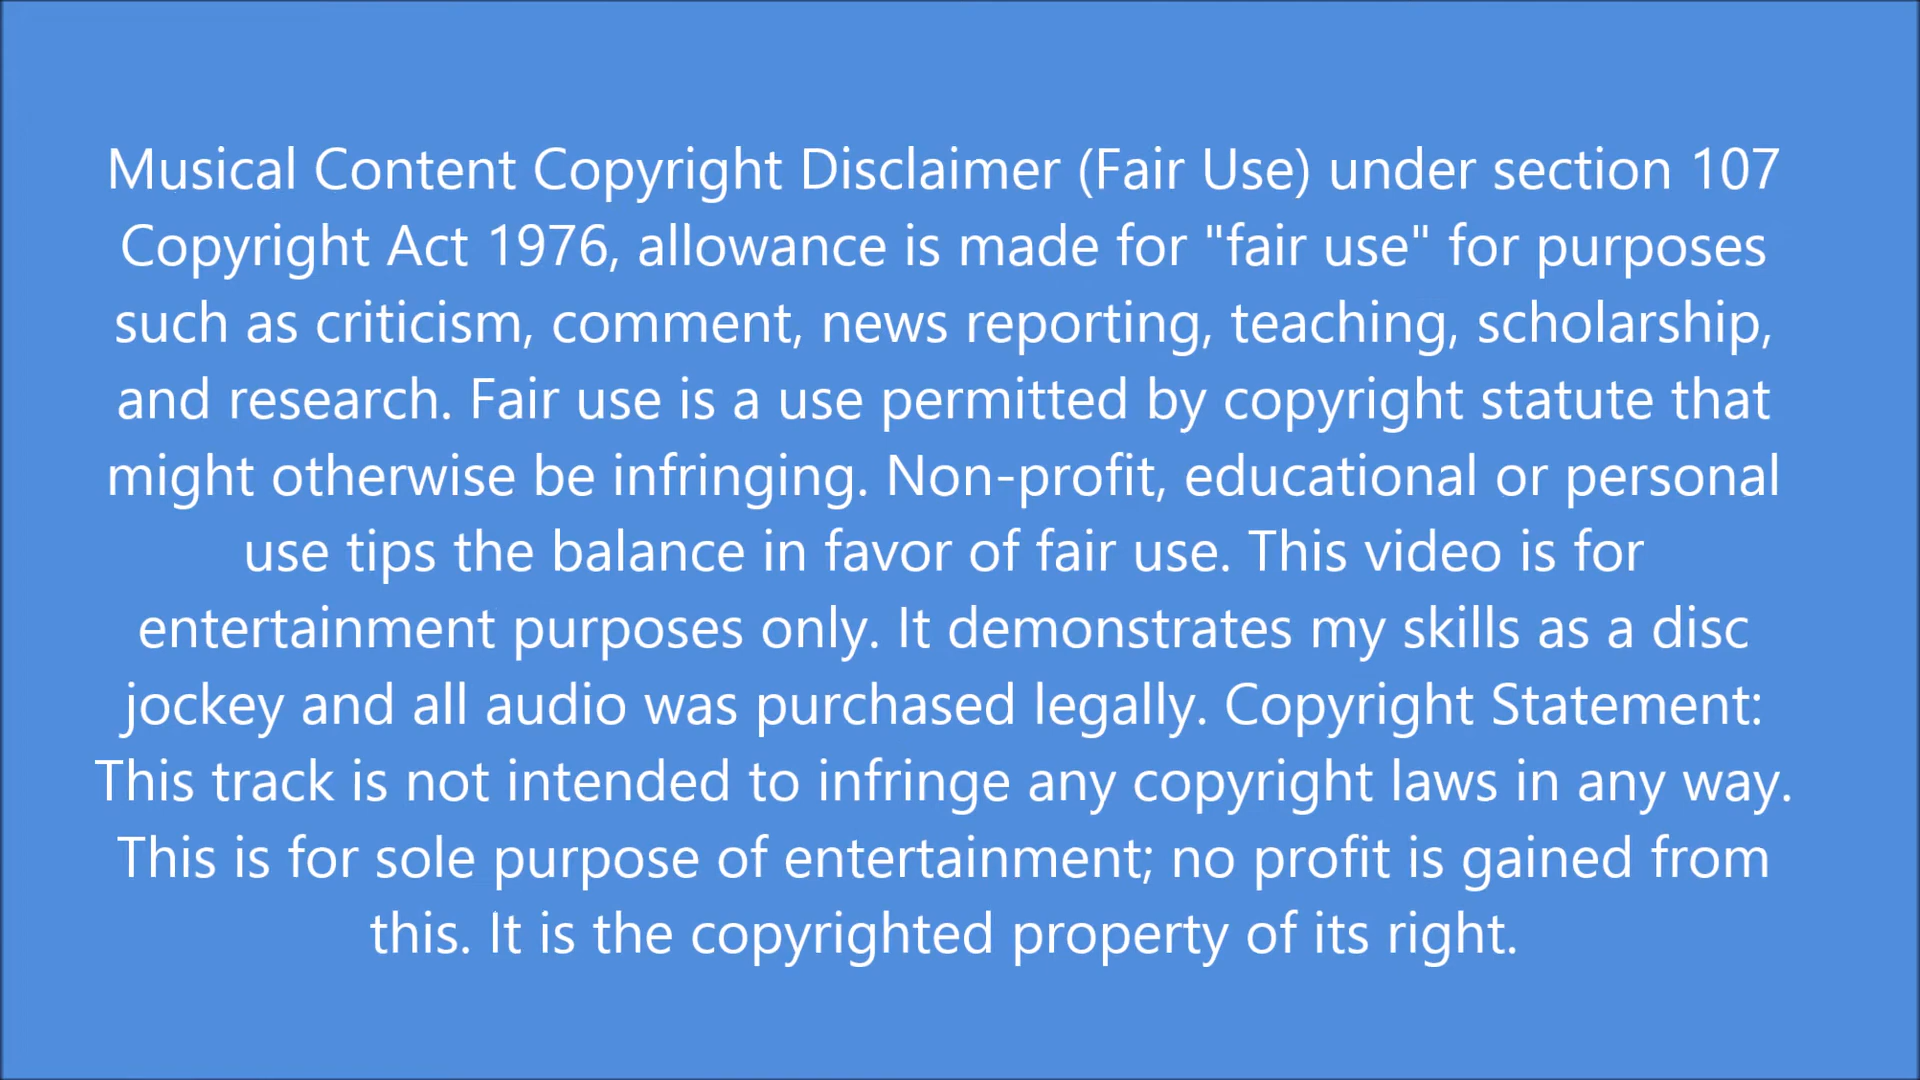 Musical Content Copyright Disclaimer (Fair Use) under section 107
Copyright Act 1976, allowance is made for "fair use" for purposes
such as criticism, comment, news reporting, teaching, scholarship,
and research. Fair use is a use permitted by copyright statute that
might otherwise be infringing. Non-profit, educational or personal
use tips the balance in favor of fair use. This video is for
entertainment purposes only. It demonstrates my skills as a disc
jockey and all audio was purchased legally. Copyright Statement:
This track is not intended to infringe any copyright laws in any way.
This is for sole purpose of entertainment; no profit is gained from
this. It is the copyrighted property of its right.